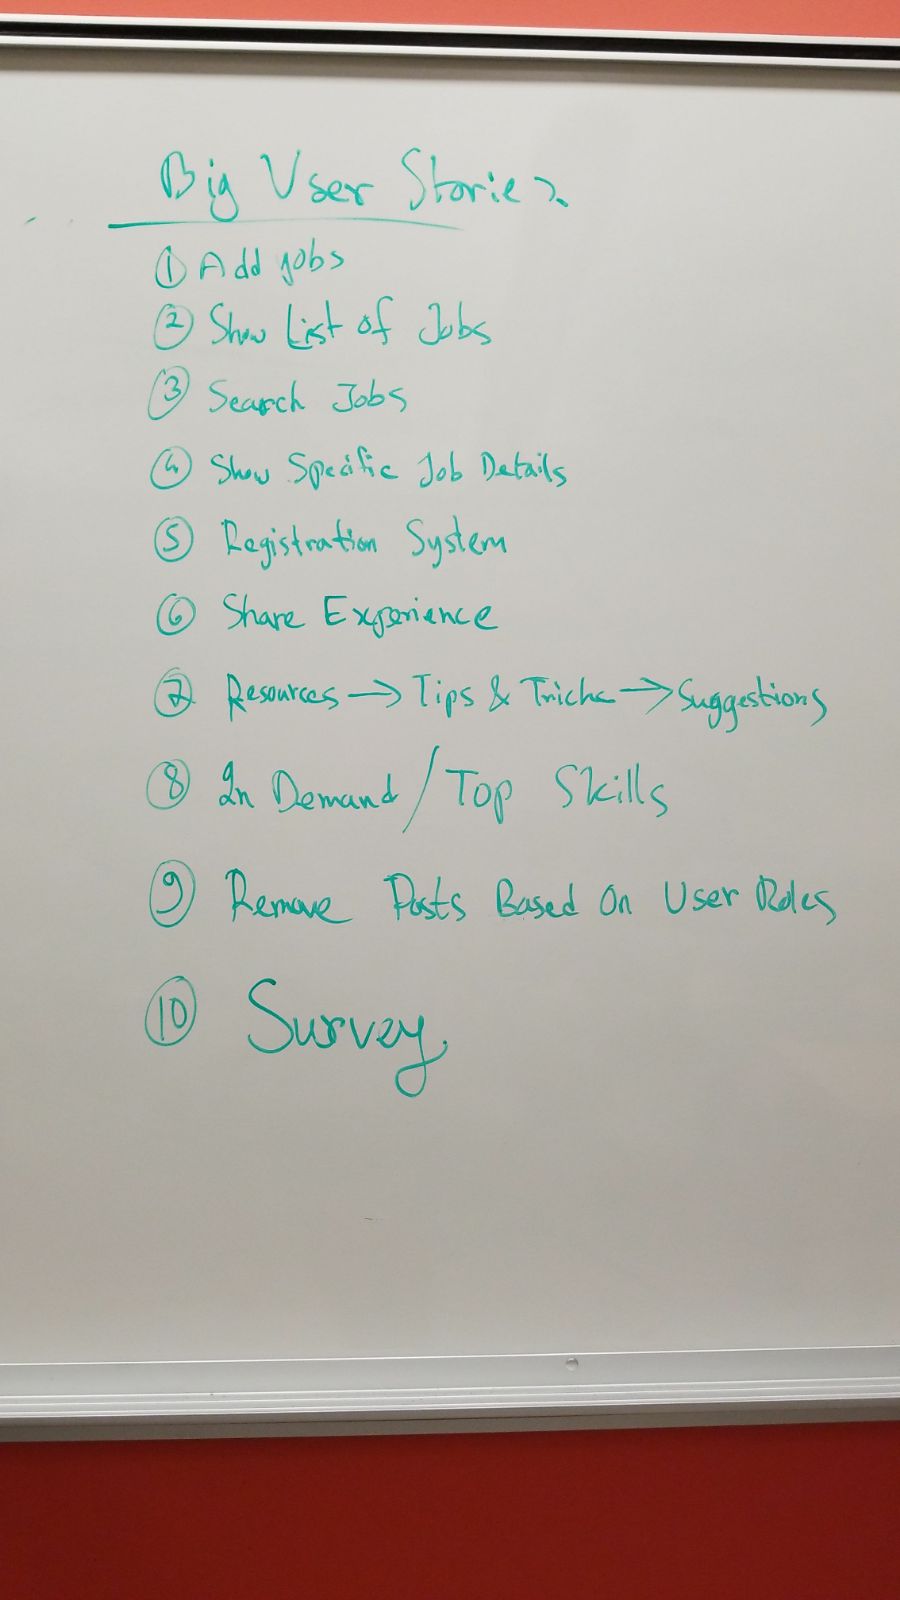 Big User Stories.
① Add jobs
② Show List of Jobs
③ Search Jobs
④ Show Specific Job Details
⑤ Registration System
⑥ Share Experience
⑦ Resources → Tips & Tricks → Suggestions
⑧ In Demand / Top Skills
⑨ Remove Posts Based On User Roles
⑩ Survey.